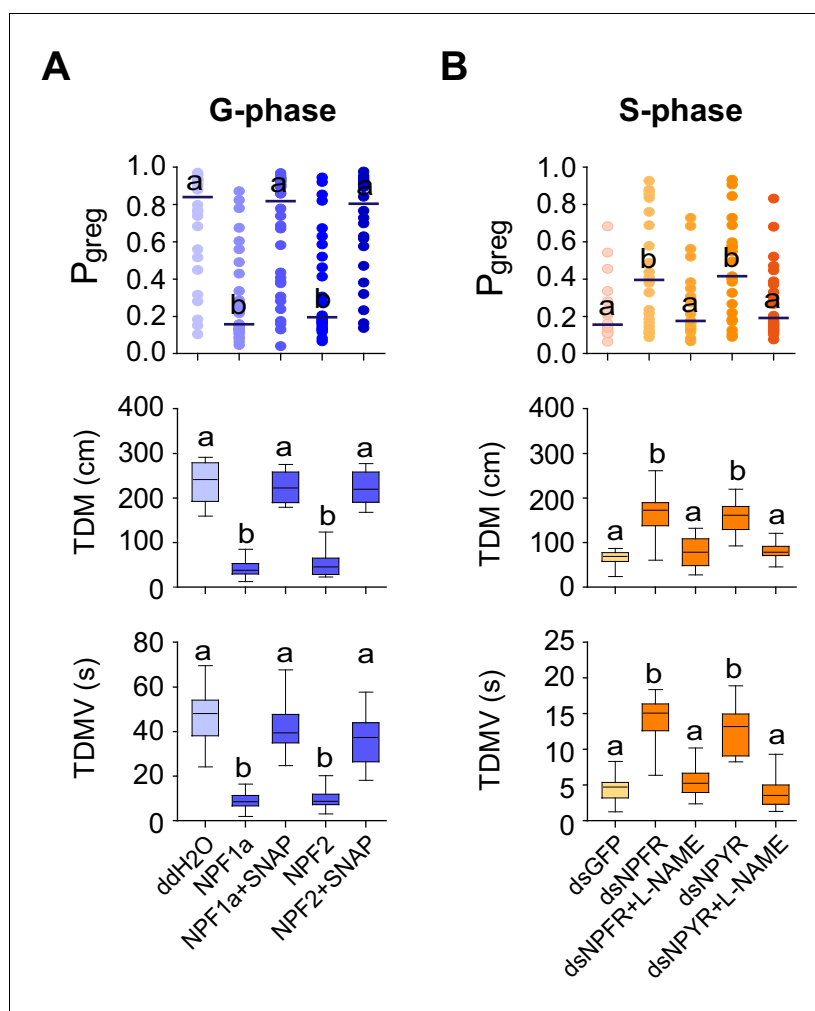 A
G-phase
Pgreg
1.0
0.8
0.6
0.4
0.2
0.0
a
b
a
b
a
TDM (cm)
400
300
200
100
0
a
b
a
b
a
TDMV (s)
80
60
40
20
0
a
b
a
b
a
ddH2O
NPF1a
NPF1a+SNAP
NPF2
NPF2+SNAP
B
S-phase
Pgreg
1.0
0.8
0.6
0.4
0.2
0.0
a
b
a
b
a
TDM (cm)
400
300
200
100
0
a
b
a
b
a
TDMV (s)
25
20
15
10
5
0
a
b
a
b
a
dsGFP
dsNPFR
dsNPFR+L-NAME
dsNPYR
dsNPYR+L-NAME